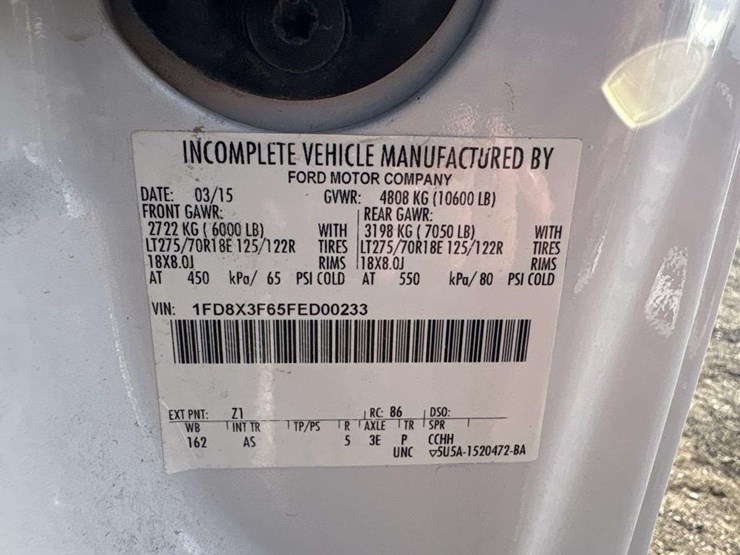 INCOMPLETE VEHICLE MANUFACTURED BY
FORD MOTOR COMPANY
DATE: 03/15 GVWR: 4808 KG (10600 LB)
FRONT GAWR: REAR GAWR:
2722 KG ( 6000 LB) WITH 3198 KG ( 7050 LB) WITH
LT275/70R18E 125/122R TIRES LT275/70R18E 125/122R TIRES
18X8.0J RIMS 18X8.0J RIMS
AT 450 kPa/ 65 PSI COLD AT 550 kPa/ 80 PSI COLD
VIN: 1FD8X3F65FED00233
EXT PNT: Z1 RC: 86 DSO:
WB INT TR TP/PS R AXLE TR SPR
162 AS 5 3E P CCHH
UNC ▽5U5A-1520472-BA